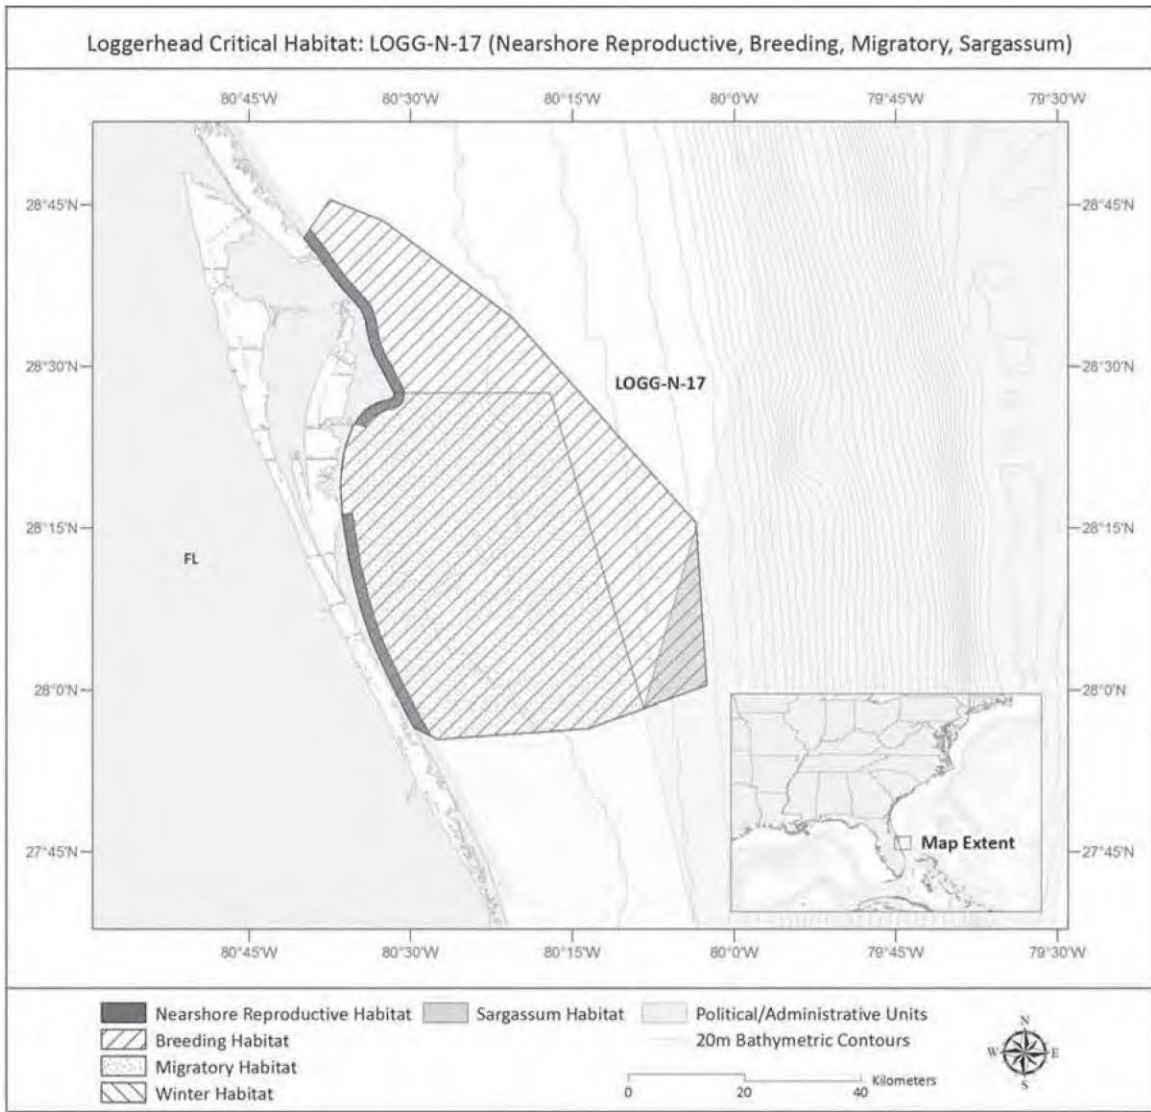 Loggerhead Critical Habitat: LOGG-N-17 (Nearshore Reproductive, Breeding, Migratory, Sargassum)
80°45'W 80°30'W 80°15'W 80°0'W 79°45'W 79°30'W
28°45'N 28°45'N
28°30'N 28°30'N
LOGG-N-17
28°15'N 28°15'N
FL
28°0'N 28°0'N
Map Extent
27°45'N 27°45'N
80°45'W 80°30'W 80°15'W 80°0'W 79°45'W 79°30'W
Nearshore Reproductive Habitat Sargassum Habitat Political/Administrative Units
Breeding Habitat 20m Bathymetric Contours
Migratory Habitat
Winter Habitat
Kilometers
0 20 40
N
W E
S